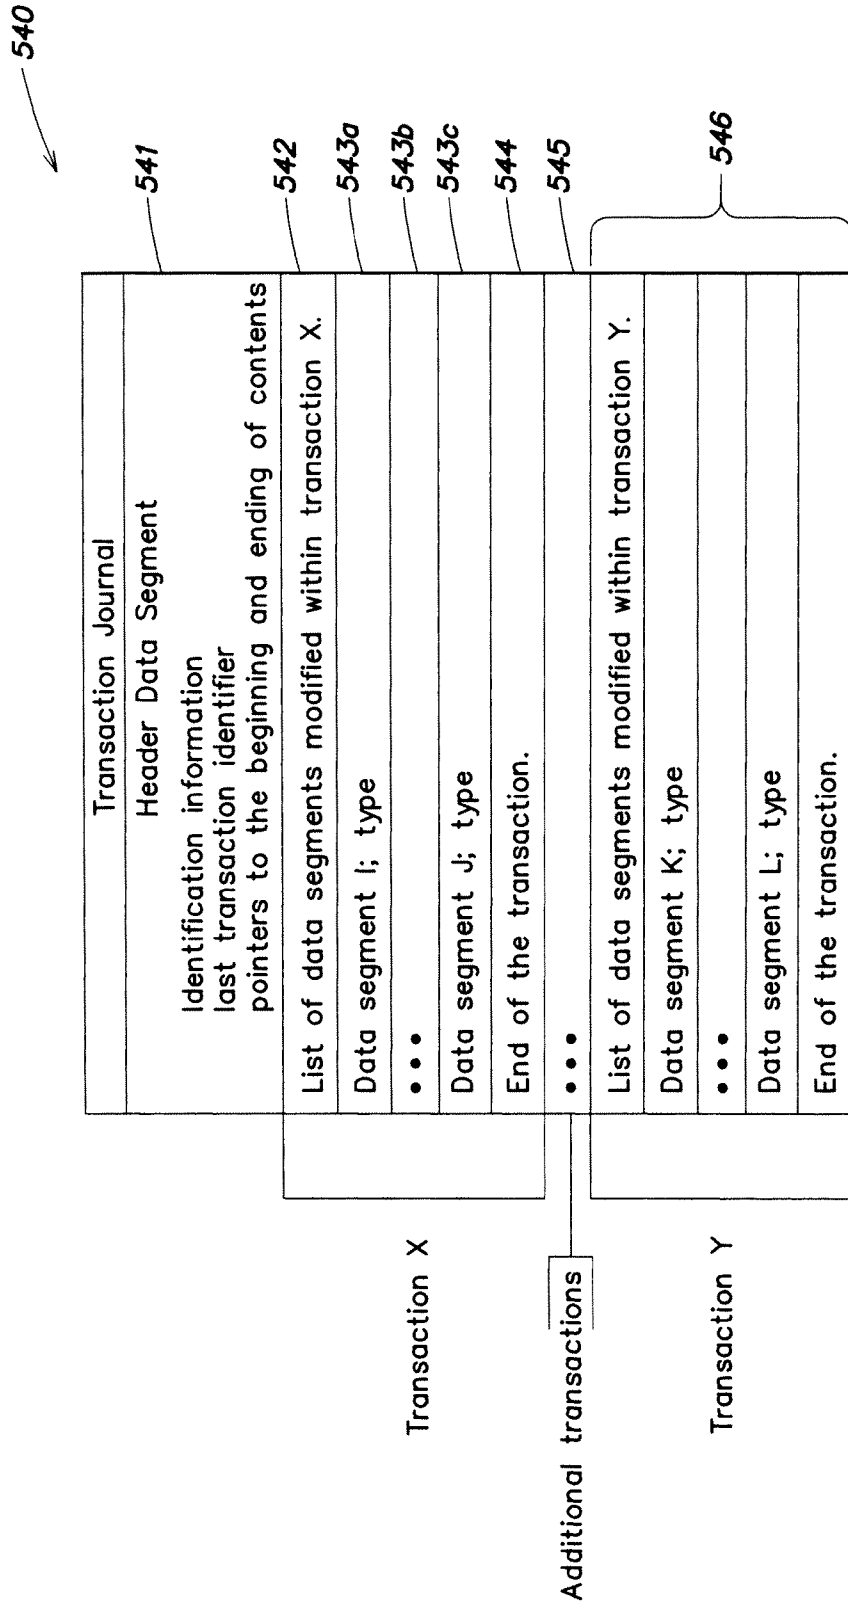 540
Transaction Journal
Header Data Segment
541
Identification information
last transaction identifier
pointers to the beginning and ending of contents
Transaction X
List of data segments modified within transaction X.
542
Data segment I; type
543a
•••
543b
Data segment J; type
543c
End of the transaction.
544
Additional transactions
•••
545
Transaction Y
List of data segments modified within transaction Y.
Data segment K; type
•••
546
Data segment L; type
End of the transaction.